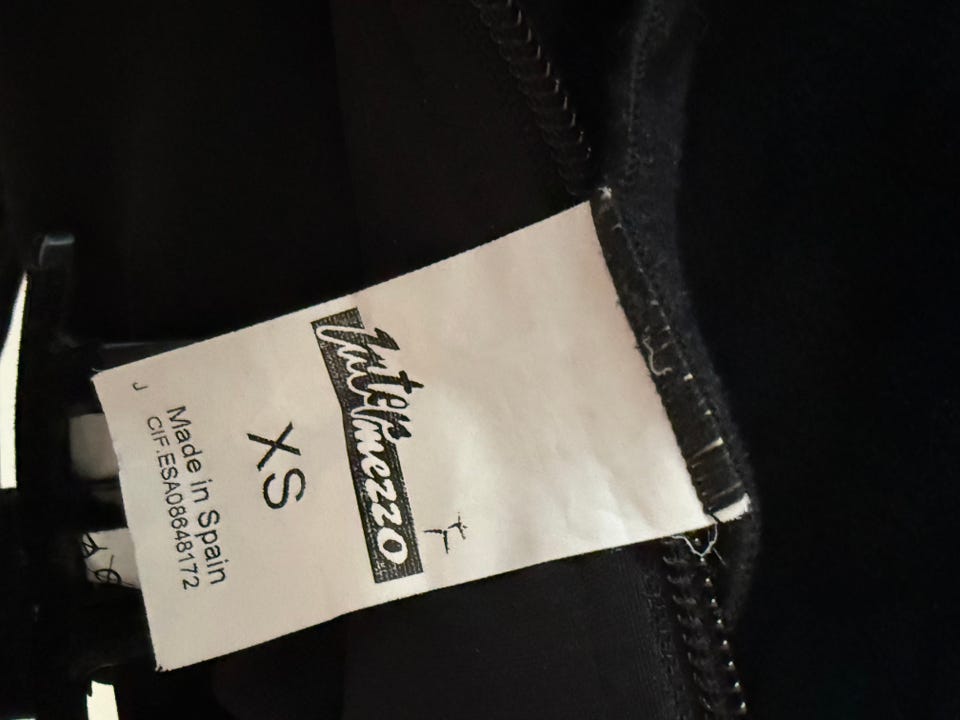 Intermezzo
XS
Made in Spain
CIF.ESA08648172
J